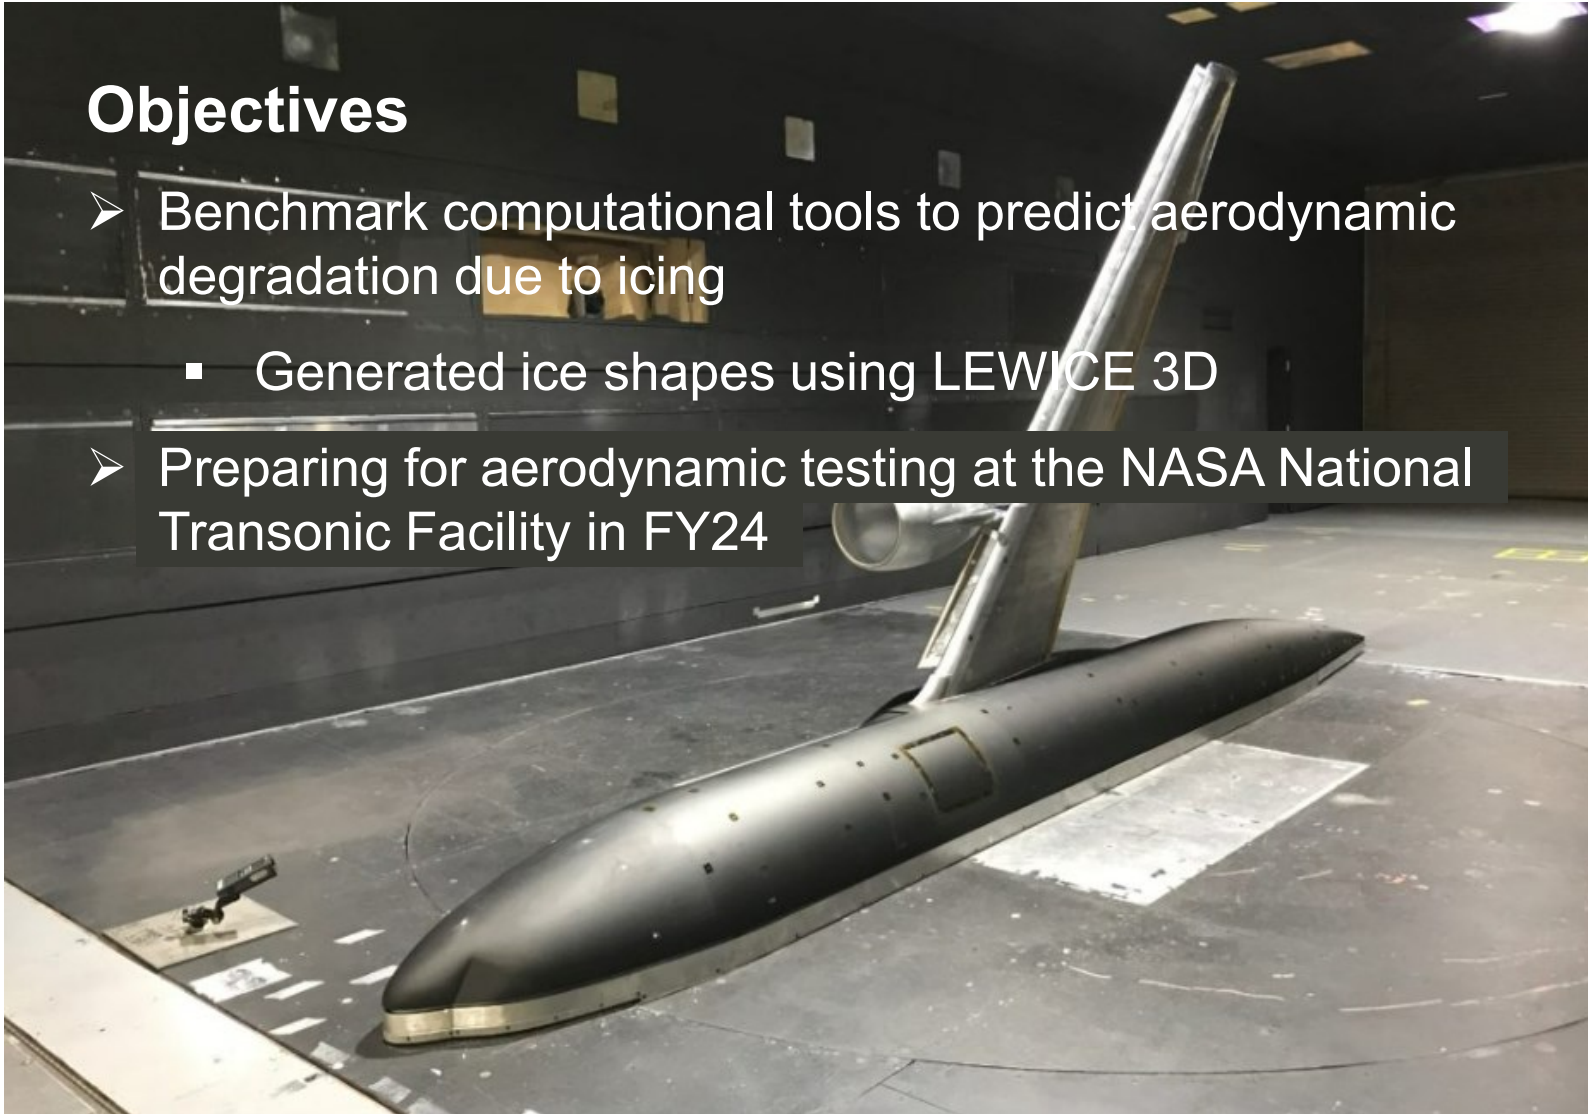 Objectives
➢ Benchmark computational tools to predict aerodynamic
degradation due to icing
▪ Generated ice shapes using LEWICE 3D
➢ Preparing for aerodynamic testing at the NASA National
Transonic Facility in FY24